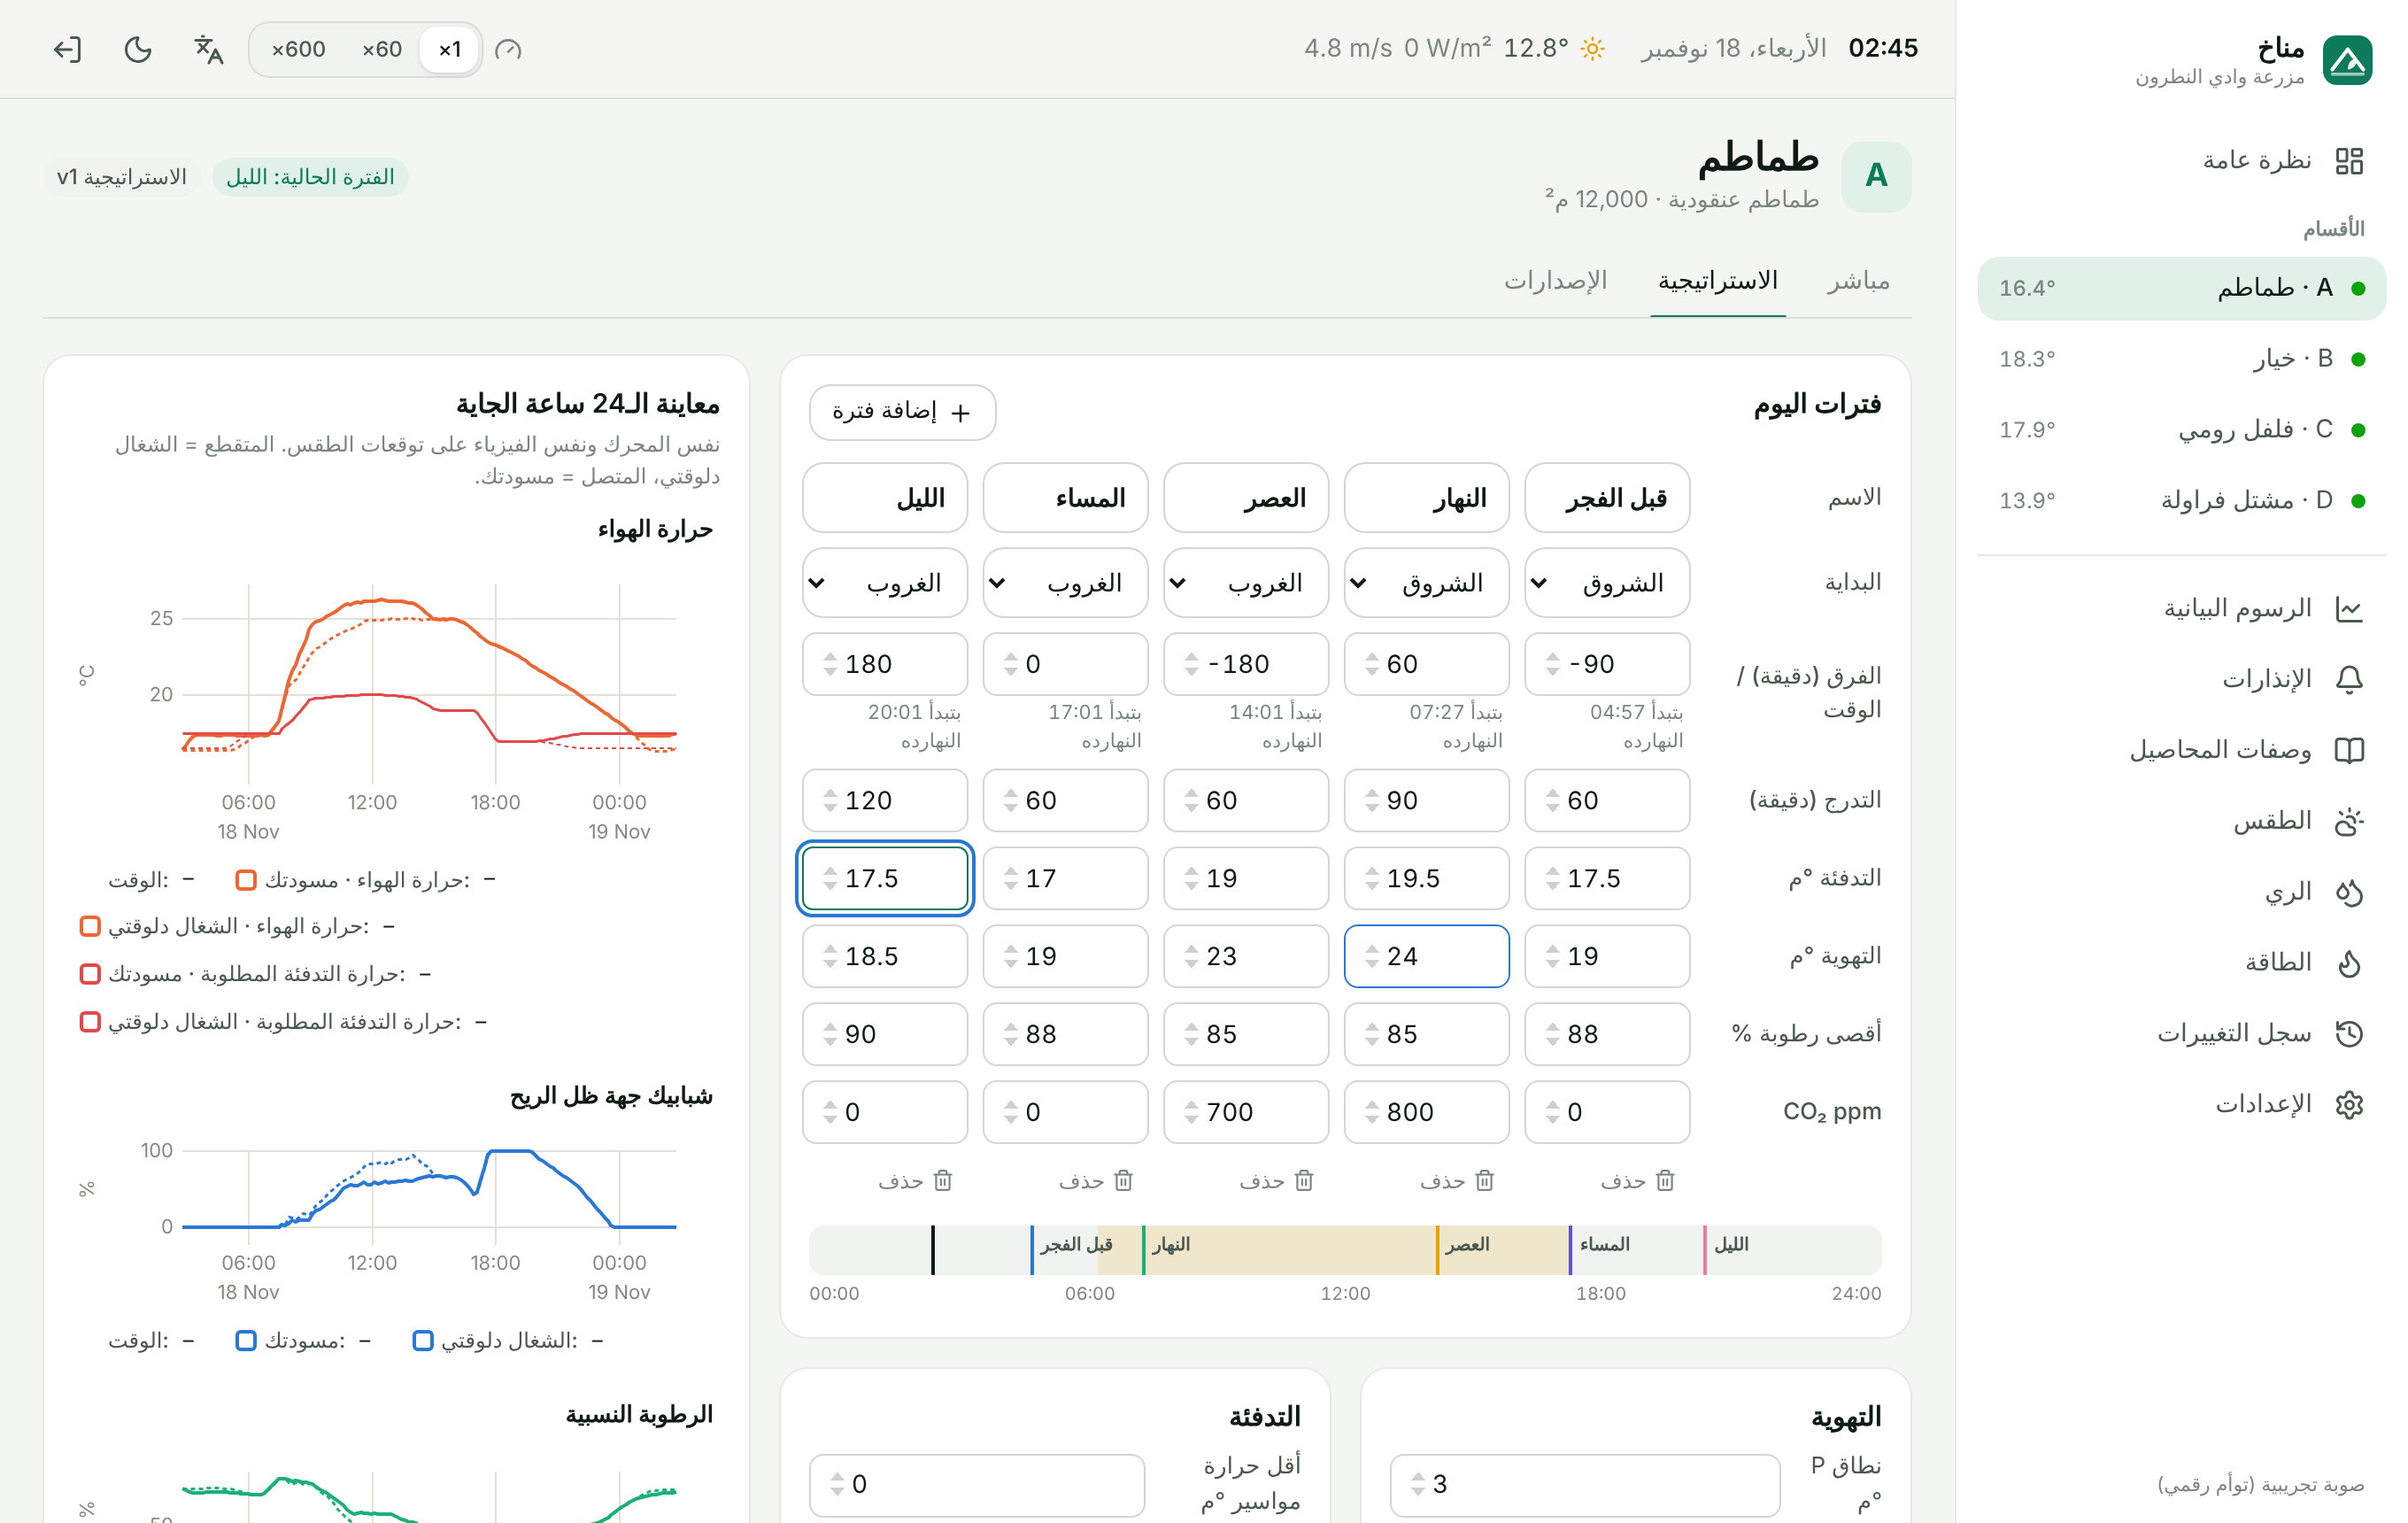 مناخ
مزرعة وادي النطرون
نظرة عامة
الأقسام
A · طماطم 16.4°
B · خيار 18.3°
C · فلفل رومي 17.9°
D · مشتل فراولة 13.9°
الرسوم البيانية
الإنذارات
وصفات المحاصيل
الطقس
الري
الطاقة
سجل التغييرات
الإعدادات
صوبة تجريبية (توأم رقمي)
02:45 الأربعاء، 18 نوفمبر 12.8° 0 W/m² 4.8 m/s
×1 ×60 ×600
A
طماطم
طماطم عنقودية · 12,000 م²
الفترة الحالية: الليل
الاستراتيجية v1
مباشر الاستراتيجية الإصدارات
فترات اليوم
إضافة فترة
الاسم قبل الفجر النهار العصر المساء الليل
البداية الشروق الشروق الغروب الغروب الغروب
الفرق (دقيقة) / -90 60 -180 0 180
الوقت
بتبدأ 04:57 بتبدأ 07:27 بتبدأ 14:01 بتبدأ 17:01 بتبدأ 20:01
النهارده النهارده النهارده النهارده النهارده
التدرج (دقيقة) 60 90 60 60 120
التدفئة °م 17.5 19.5 19 17 17.5
التهوية °م 19 24 23 19 18.5
أقصى رطوبة % 88 85 85 88 90
CO₂ ppm 0 800 700 0 0
حذف حذف حذف حذف حذف
قبل الفجر النهار العصر المساء الليل
00:00 06:00 12:00 18:00 24:00
التهوية
نطاق P
°م
3
التدفئة
أقل حرارة
مواسير °م
0
معاينة الـ24 ساعة الجاية
نفس المحرك ونفس الفيزياء على توقعات الطقس. المتقطع = الشغال
دلوقتي، المتصل = مسودتك.
حرارة الهواء
°C
25
20
06:00 12:00 18:00 00:00
18 Nov 19 Nov
الوقت: – حرارة الهواء · مسودتك: –
حرارة الهواء · الشغال دلوقتي: –
حرارة التدفئة المطلوبة · مسودتك: –
حرارة التدفئة المطلوبة · الشغال دلوقتي: –
شبابيك جهة ظل الريح
%
100
0
06:00 12:00 18:00 00:00
18 Nov 19 Nov
الوقت: – مسودتك: – الشغال دلوقتي: –
الرطوبة النسبية
%
50